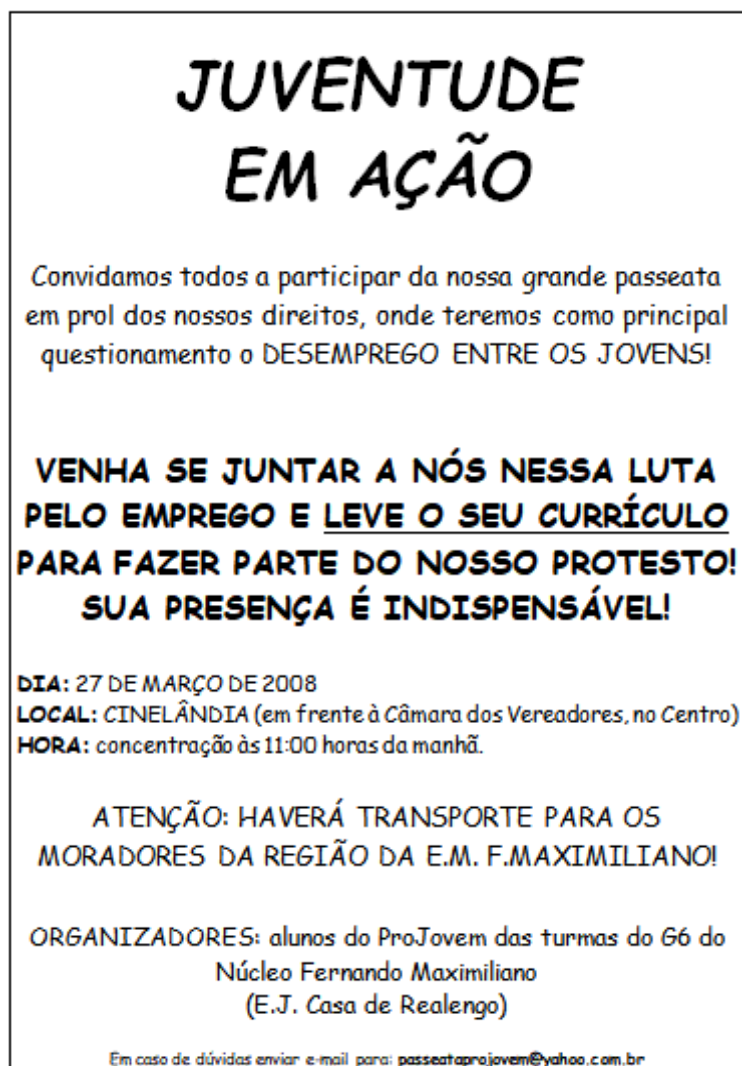 JUVENTUDE
EM AÇÃO
Convidamos todos a participar da nossa grande passeata
em prol dos nossos direitos, onde teremos como principal
questionamento o DESEMPREGO ENTRE OS JOVENS!
VENHA SE JUNTAR A NÓS NESSA LUTA
PELO EMPREGO E LEVE O SEU CURRÍCULO
PARA FAZER PARTE DO NOSSO PROTESTO!
SUA PRESENÇA É INDISPENSÁVEL!
DIA: 27 DE MARÇO DE 2008
LOCAL: CINELÂNDIA (em frente à Câmara dos Vereadores, no Centro)
HORA: concentração às 11:00 horas da manhã.
ATENÇÃO: HAVERÁ TRANSPORTE PARA OS
MORADORES DA REGIÃO DA E.M. F.MAXIMILIANO!
ORGANIZADORES: alunos do ProJovem das turmas do G6 do
Núcleo Fernando Maximiliano
(E.J. Casa de Realengo)
Em caso de dúvidas enviar e-mail para: passeataprojovem@yahoo.com.br